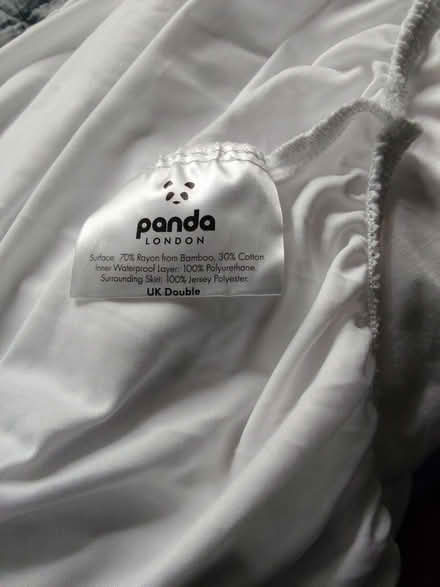 panda
LONDON
Surface: 70% Rayon from Bamboo, 30% Cotton
Inner Waterproof Layer: 100% Polyurethane.
Surrounding Skirt: 100% Jersey Polyester.
UK Double